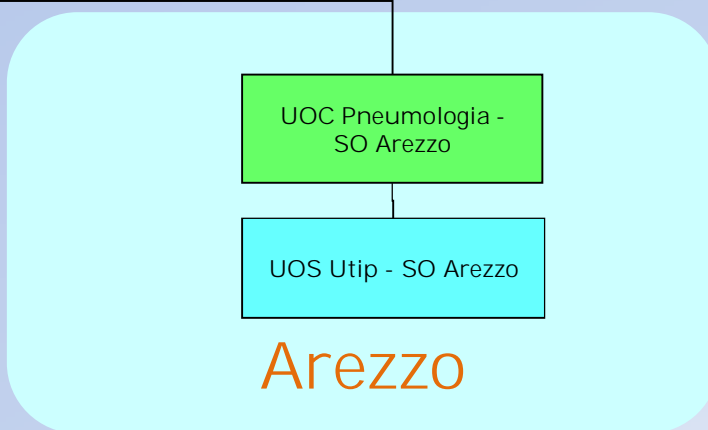 UOC Pneumologia -
SO Arezzo
UOS Utip - SO Arezzo
Arezzo